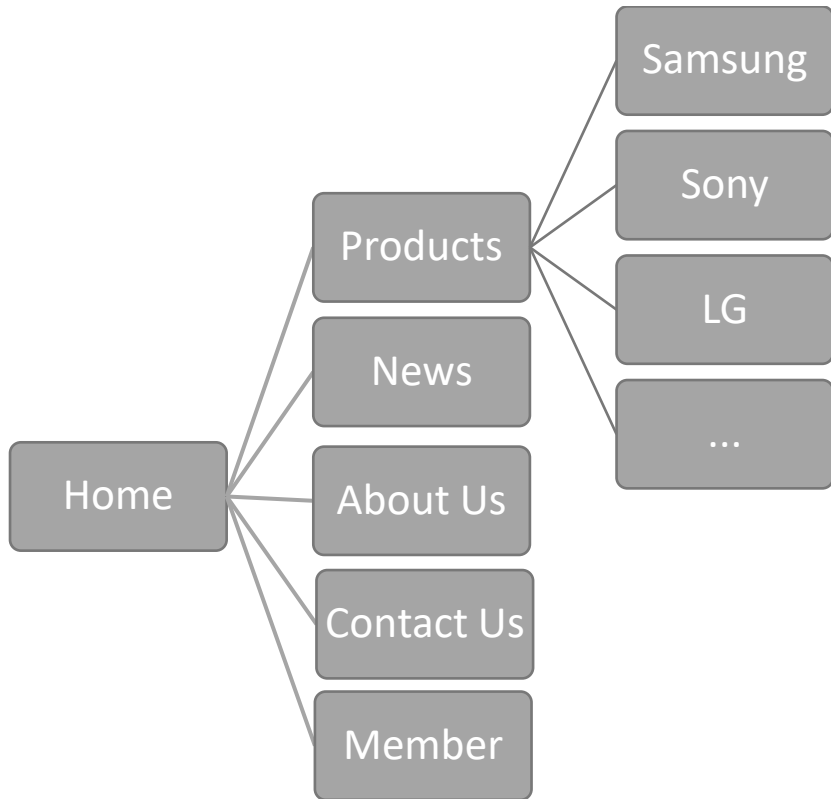 Home
Products
News
About Us
Contact Us
Member
Samsung
Sony
LG
...